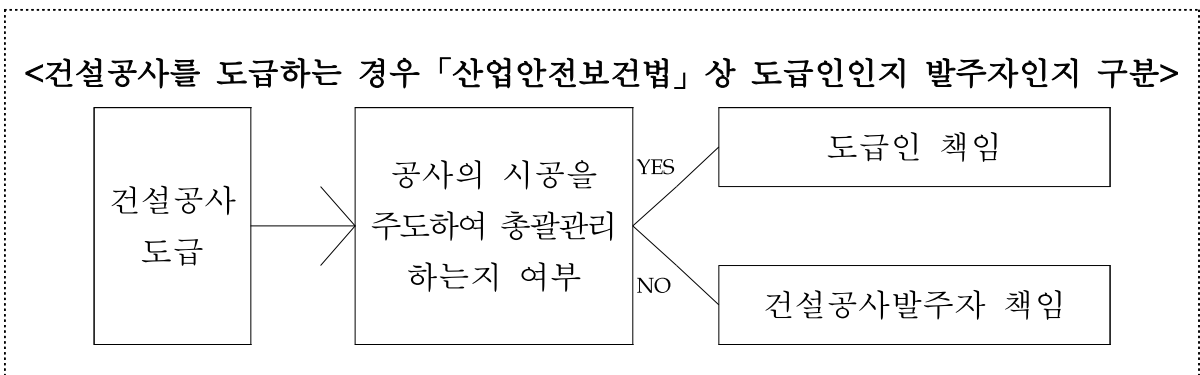 <건설공사를 도급하는 경우「산업안전보건법」상 도급인인지 발주자인지 구분>
건설공사
도급
공사의 시공을
주도하여 총괄관리
하는지 여부
YES
도급인 책임
NO
건설공사발주자 책임